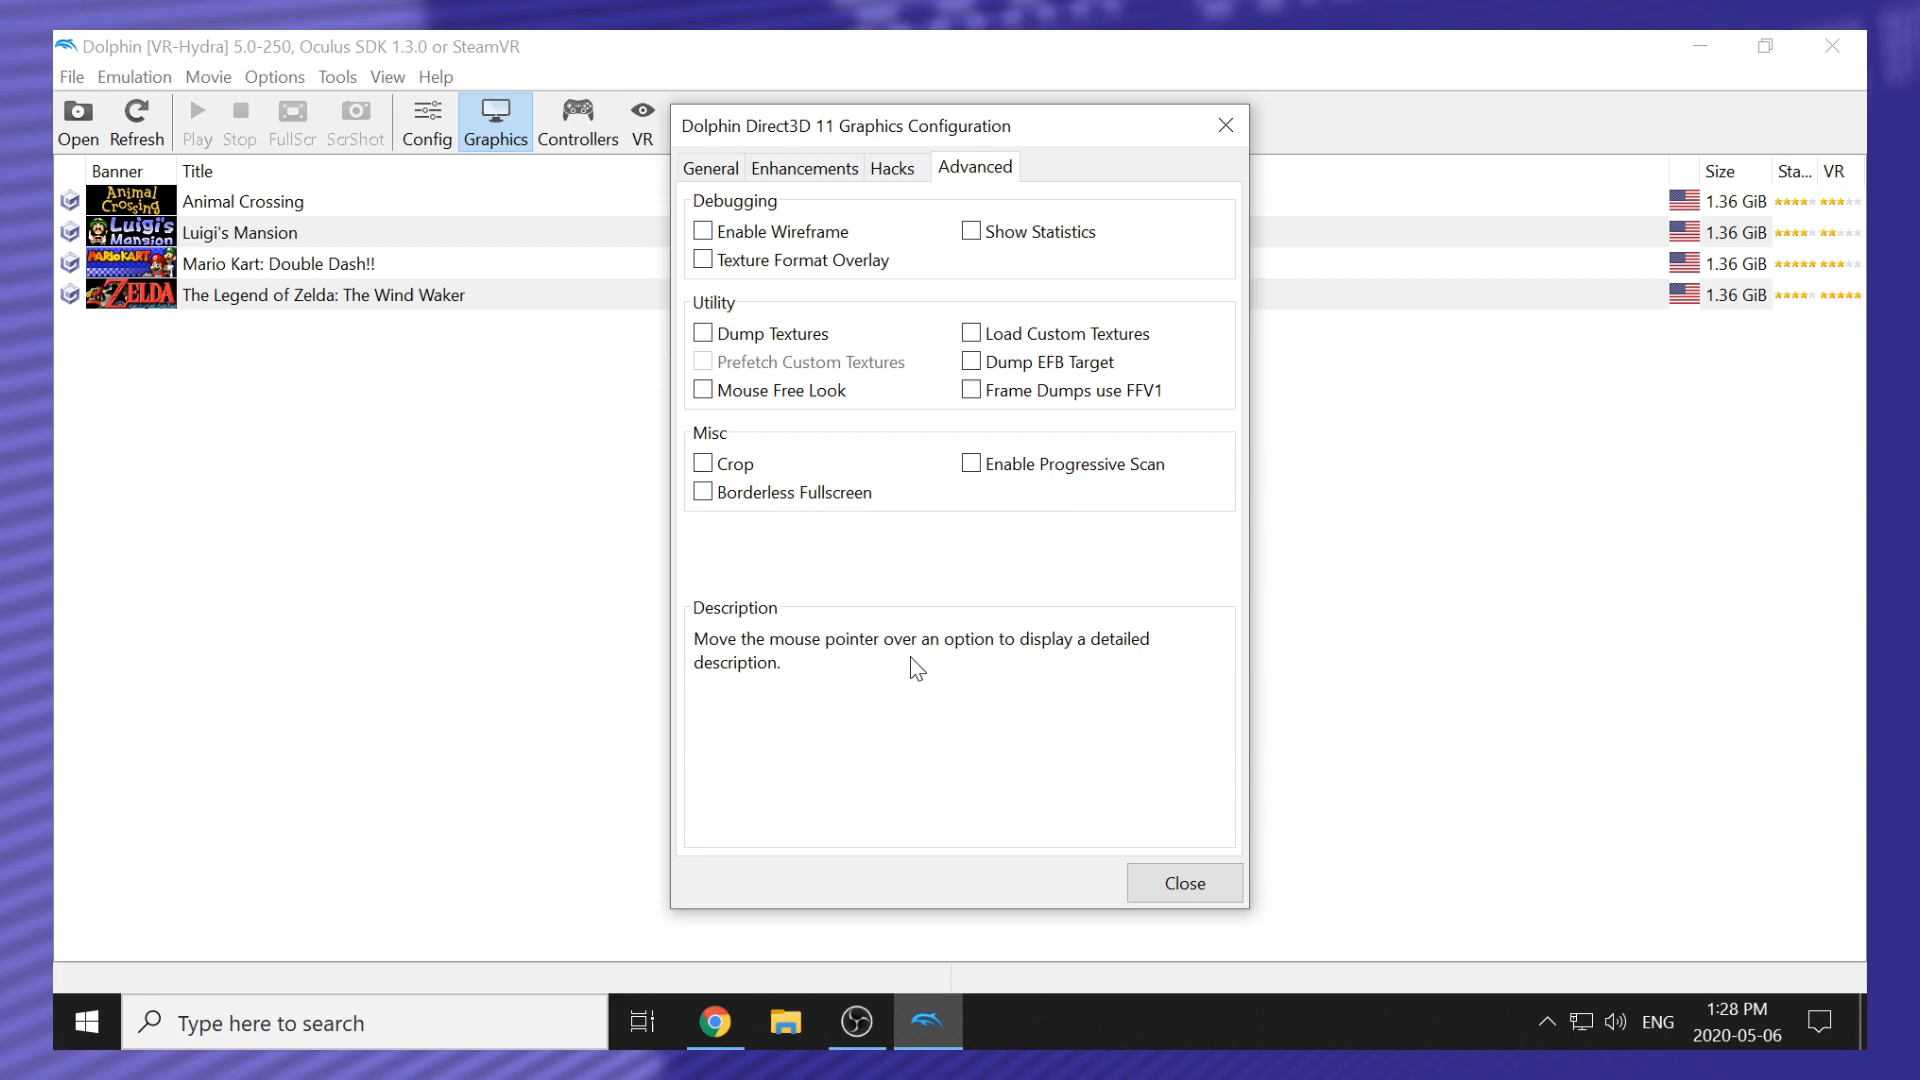 Dolphin [VR-Hydra] 5.0-250, Oculus SDK 1.3.0 or SteamVR
File Emulation Movie Options Tools View Help
Open Refresh Play Stop FullScr ScrShot Config Graphics Controllers VR
Banner Title Size Sta... VR
Animal Crossing Animal Crossing 1.36 GiB
Luigi's Mansion Luigi's Mansion 1.36 GiB
MARIOKART Mario Kart: Double Dash!! 1.36 GiB
ZELDA The Legend of Zelda: The Wind Waker 1.36 GiB
Dolphin Direct3D 11 Graphics Configuration
General Enhancements Hacks Advanced
Debugging
Enable Wireframe Show Statistics
Texture Format Overlay
Utility
Dump Textures Load Custom Textures
Prefetch Custom Textures Dump EFB Target
Mouse Free Look Frame Dumps use FFV1
Misc
Crop Enable Progressive Scan
Borderless Fullscreen
Description
Move the mouse pointer over an option to display a detailed
description.
Close
Type here to search ENG 1:28 PM
2020-05-06